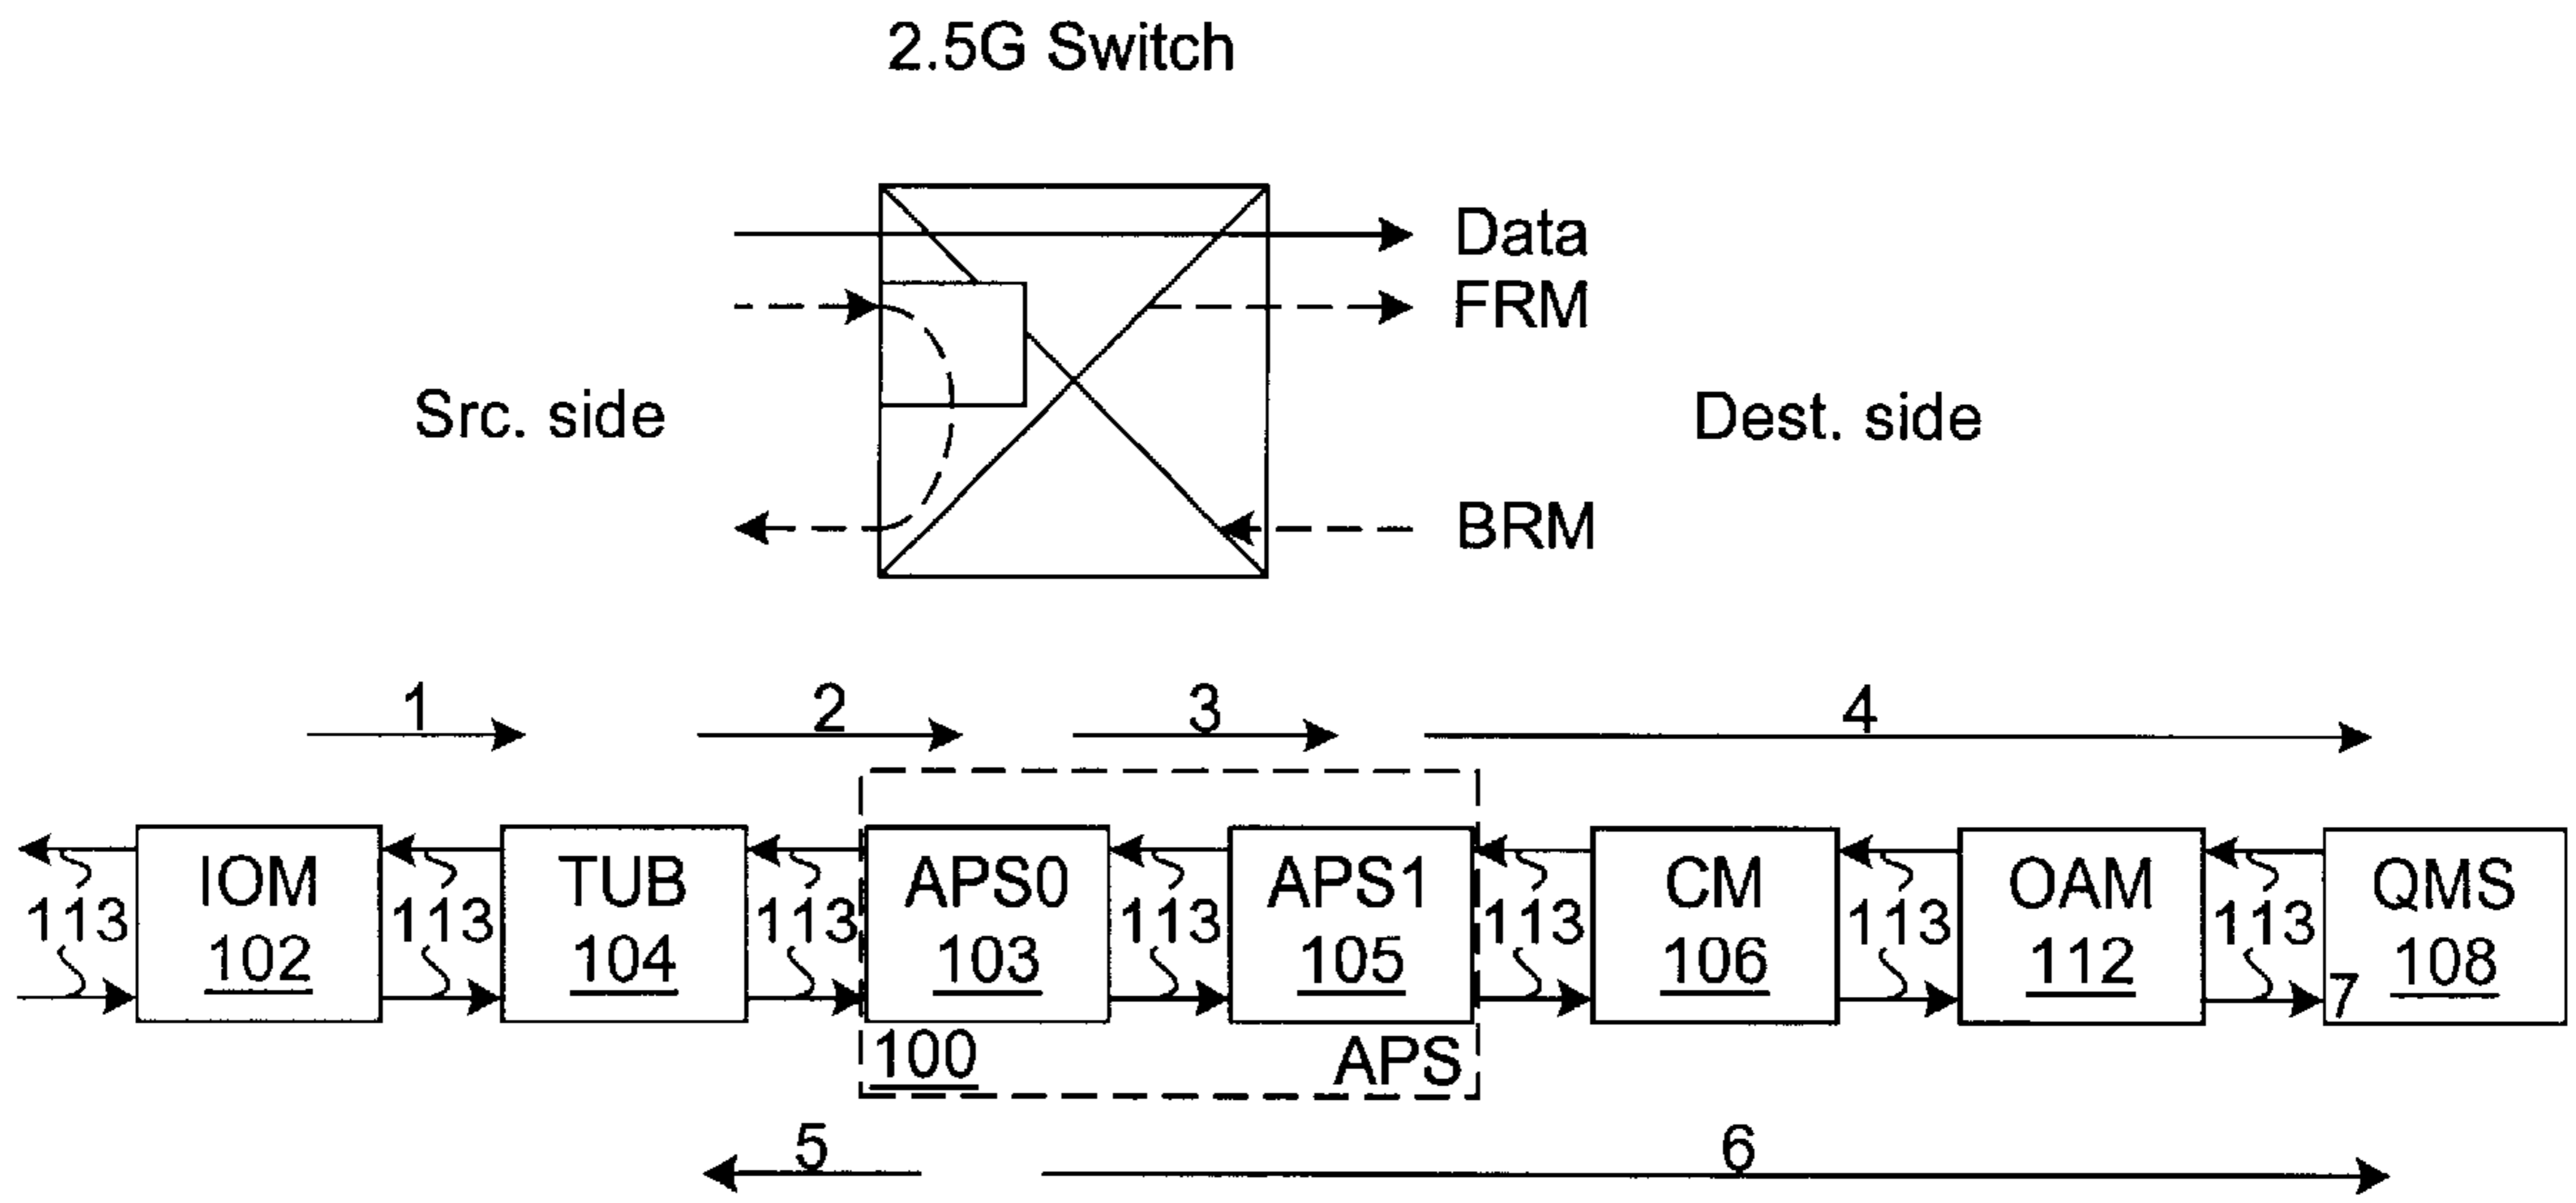 2.5G Switch
Data
FRM
Src. side
Dest. side
BRM
1 2 3 4
IOM TUB APS0 APS1 CM OAM QMS
113 113 113 113 113 113 113
102 104 103 105 106 112 7 108
100 APS
5 6